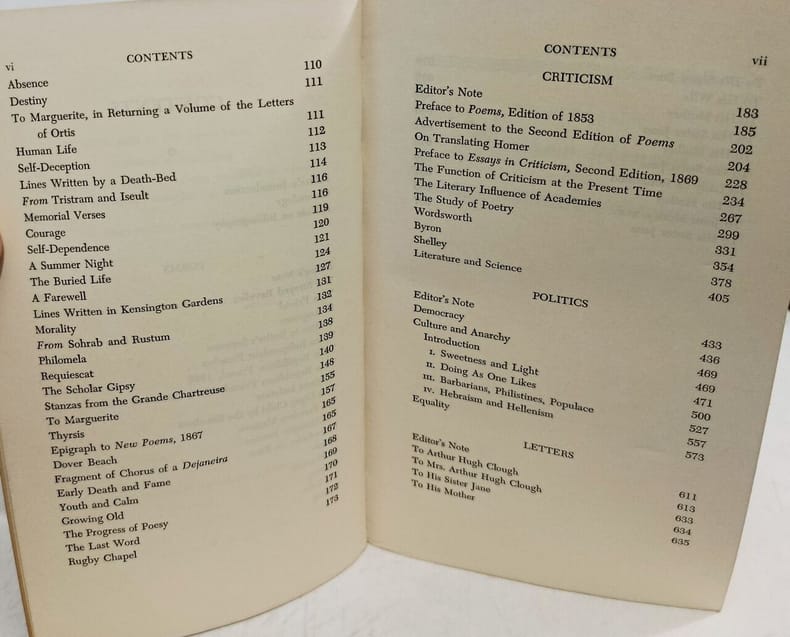 vi CONTENTS
Absence 110
Destiny 111
To Marguerite, in Returning a Volume of the Letters
of Ortis 111
Human Life 112
Self-Deception 113
Lines Written by a Death-Bed 114
From Tristram and Iseult 116
Memorial Verses 116
Courage 119
Self-Dependence 120
A Summer Night 121
The Buried Life 124
A Farewell 127
Lines Written in Kensington Gardens 131
Morality 132
From Sohrab and Rustum 134
Philomela 138
Requiescat 139
The Scholar Gipsy 140
Stanzas from the Grande Chartreuse 148
To Marguerite 155
Thyrsis 157
Epigraph to New Poems, 1867 165
Dover Beach 165
Fragment of Chorus of a Dejaneira 167
Early Death and Fame 168
Youth and Calm 169
Growing Old 170
The Progress of Poesy 171
The Last Word 172
Rugby Chapel 173
CONTENTS vii
CRITICISM
Editor's Note 183
Preface to Poems, Edition of 1853 185
Advertisement to the Second Edition of Poems 202
On Translating Homer 204
Preface to Essays in Criticism, Second Edition, 1869 228
The Function of Criticism at the Present Time 234
The Literary Influence of Academies 267
The Study of Poetry 299
Wordsworth 331
Byron 354
Shelley 378
Literature and Science 405
POLITICS
Editor's Note 433
Democracy 436
Culture and Anarchy 469
Introduction 469
I. Sweetness and Light 471
II. Doing As One Likes 500
III. Barbarians, Philistines, Populace 527
IV. Hebraism and Hellenism 557
Equality 573
LETTERS
Editor's Note 611
To Arthur Hugh Clough 613
To Mrs. Arthur Hugh Clough 633
To His Sister Jane 634
To His Mother 635